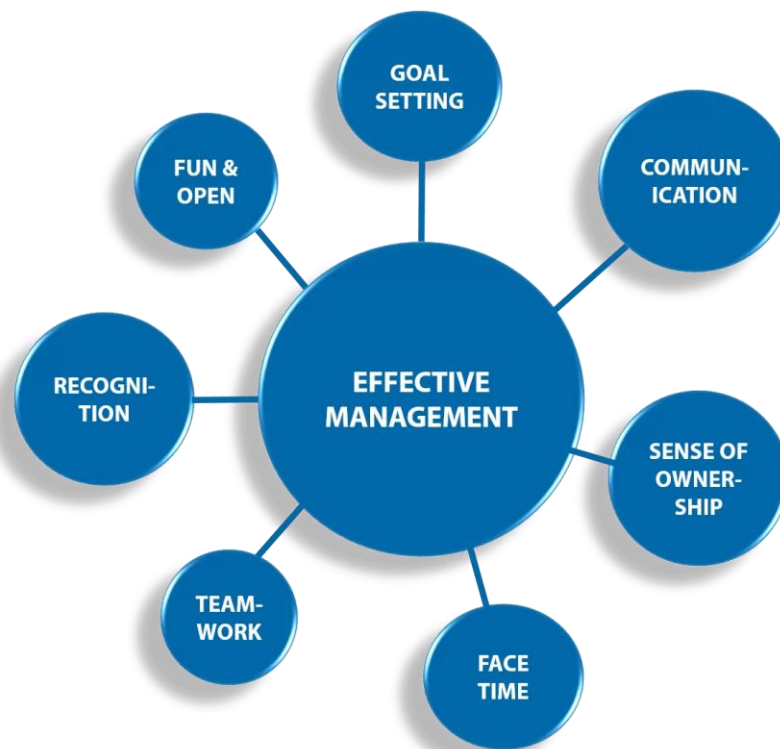 GOAL
SETTING
COMMUN-
ICATION
SENSE OF
OWNER-
SHIP
FACE
TIME
TEAM-
WORK
RECOGNI-
TION
FUN &
OPEN
EFFECTIVE
MANAGEMENT